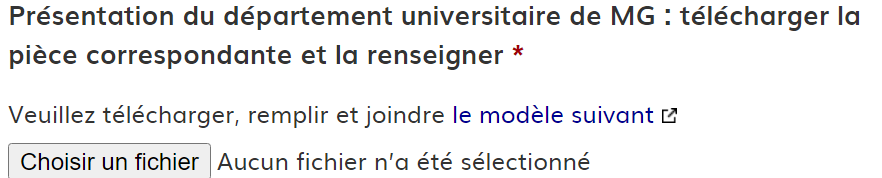 Présentation du département universitaire de MG : télécharger la
pièce correspondante et la renseigner *
Veuillez télécharger, remplir et joindre le modèle suivant
Choisir un fichier Aucun fichier n’a été sélectionné